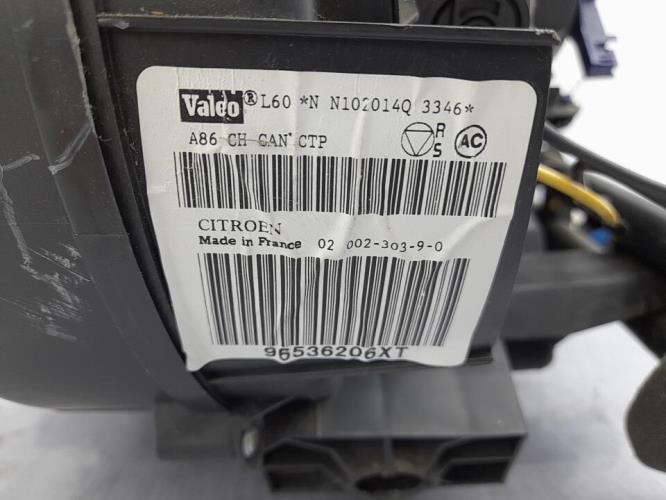 Valeo® L60 *N N102014Q 3346*
A86 CH CAN CTP
R
S
AC
CITROEN
Made in France 02 002-303-9-0
96536206XT